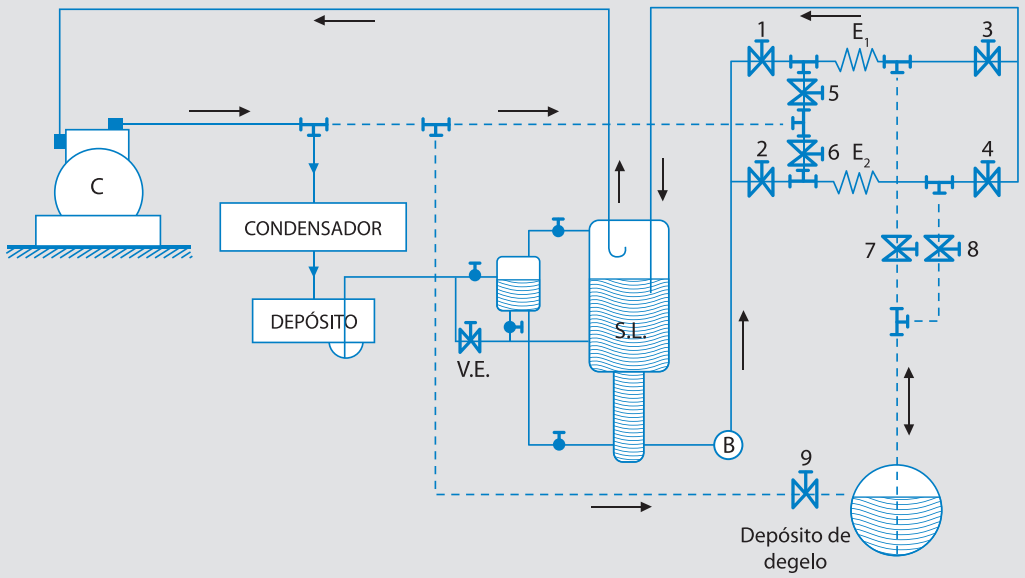 1
E₁
3
5
C
2
6
E₂
4
CONDENSADOR
7
8
DEPÓSITO
S.L.
V.E.
B
9
Depósito de
degelo